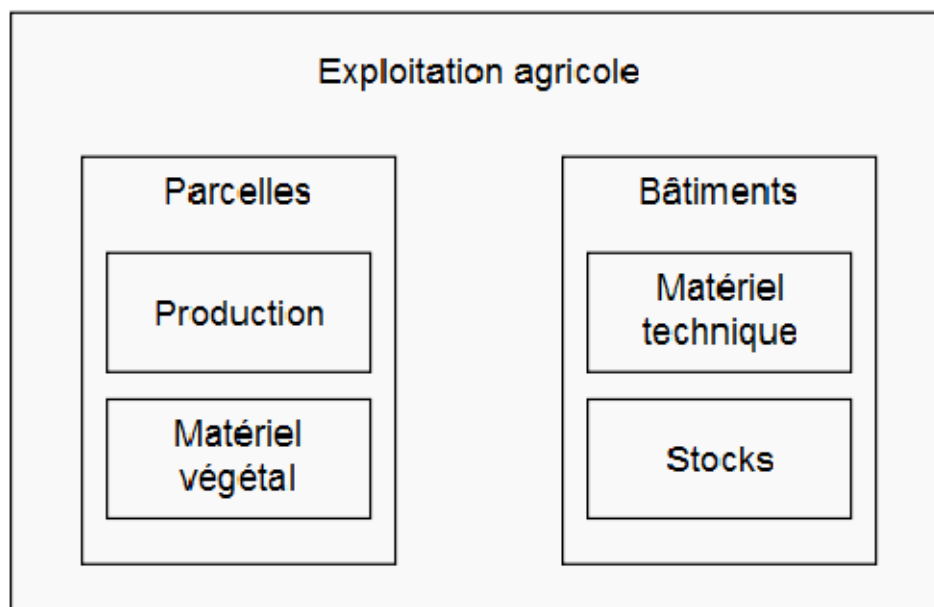 Exploitation agricole
Parcelles
Production
Matériel
végétal
Bâtiments
Matériel
technique
Stocks